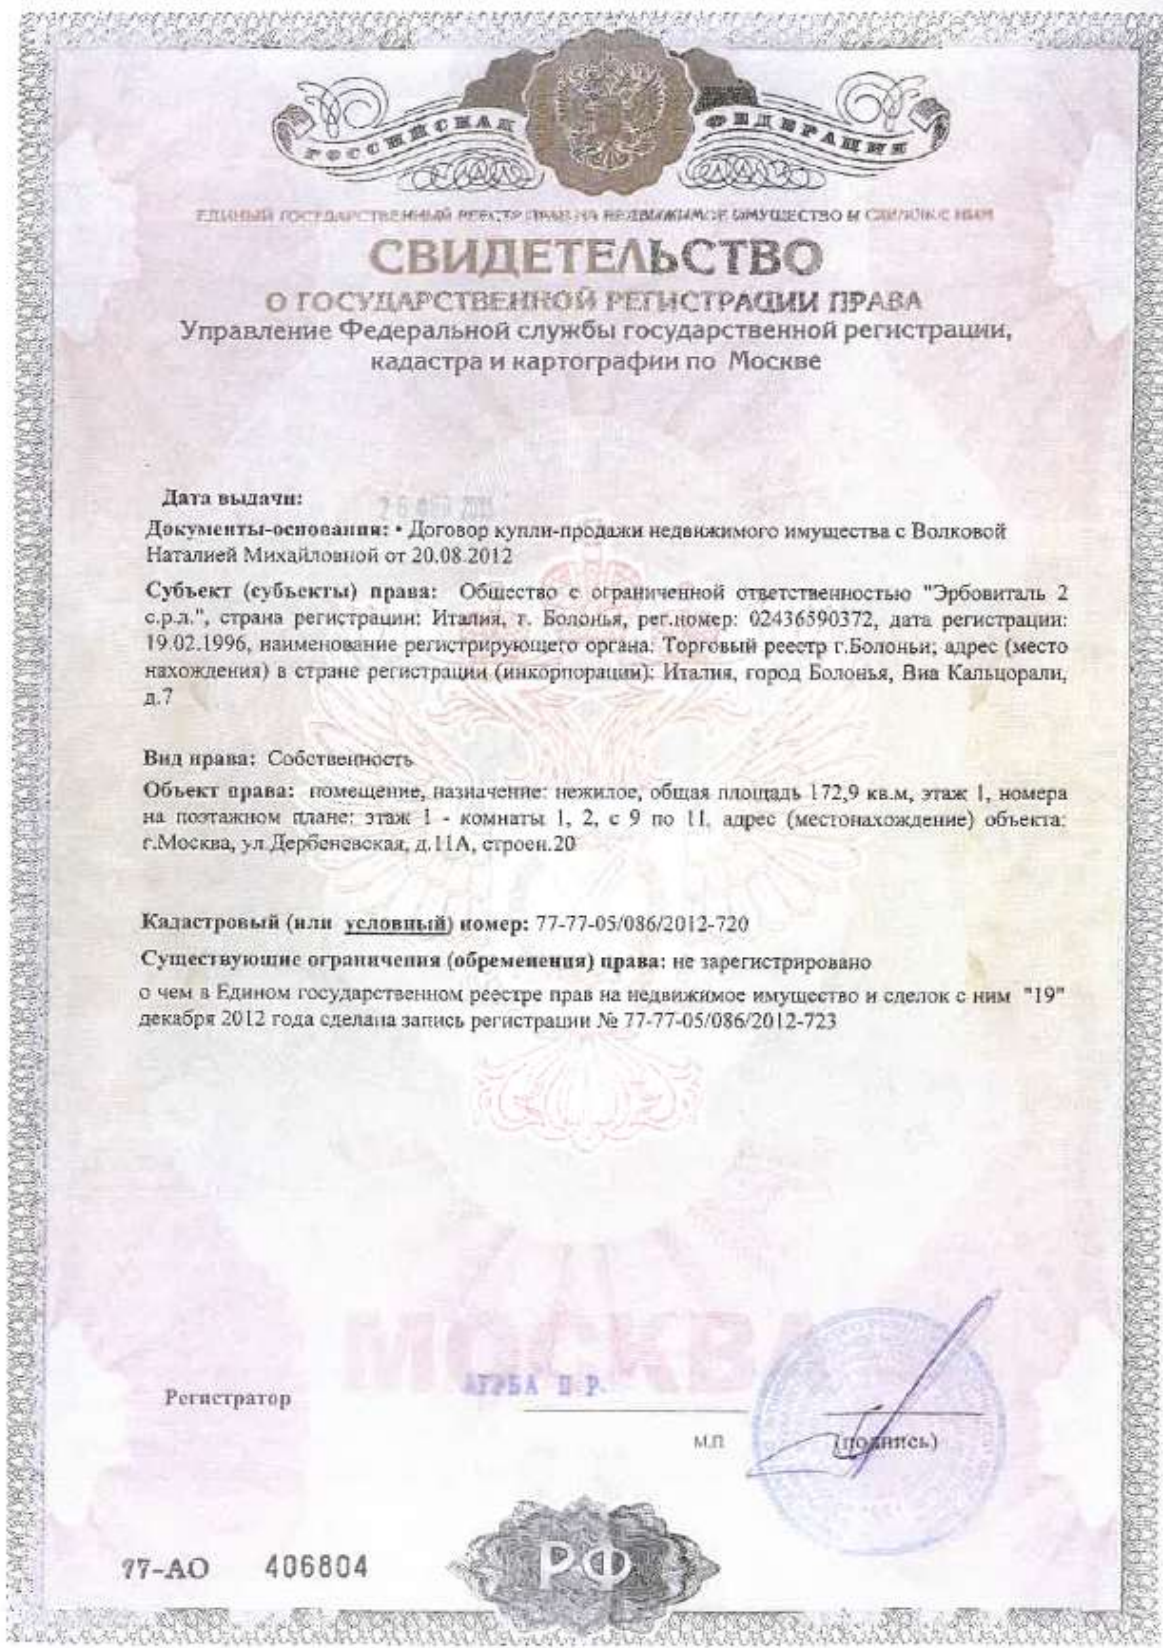 РОССИЙСКАЯ ФЕДЕРАЦИЯ
ЕДИНЫЙ ГОСУДАРСТВЕННЫЙ РЕЕСТР ПРАВ НА НЕДВИЖИМОЕ ИМУЩЕСТВО И СДЕЛОК С НИМ
СВИДЕТЕЛЬСТВО
О ГОСУДАРСТВЕННОЙ РЕГИСТРАЦИИ ПРАВА
Управление Федеральной службы государственной регистрации,
кадастра и картографии по Москве
Дата выдачи:
Документы-основания: • Договор купли-продажи недвижимого имущества с Волковой
Наталией Михайловной от 20.08.2012
Субъект (субъекты) права: Общество с ограниченной ответственностью "Эрбовиталь 2
с.р.л.", страна регистрации: Италия, г. Болонья, рег.номер: 02436590372, дата регистрации:
19.02.1996, наименование регистрирующего органа: Торговый реестр г.Болоньи; адрес (место
нахождения) в стране регистрации (инкорпорации): Италия, город Болонья, Виа Кальцорали,
д.7
Вид права: Собственность
Объект права: помещение, назначение: нежилое, общая площадь 172,9 кв.м, этаж 1, номера
на поэтажном плане: этаж 1 - комнаты 1, 2, с 9 по 11, адрес (местонахождение) объекта:
г.Москва, ул.Дербеневская, д.11А, строен.20
Кадастровый (или условный) номер: 77-77-05/086/2012-720
Существующие ограничения (обременения) права: не зарегистрировано
о чем в Едином государственном реестре прав на недвижимое имущество и сделок с ним "19"
декабря 2012 года сделана запись регистрации № 77-77-05/086/2012-723
МОСКВА
Регистратор
м.п.
(подпись)
77-АО 406804
РФ